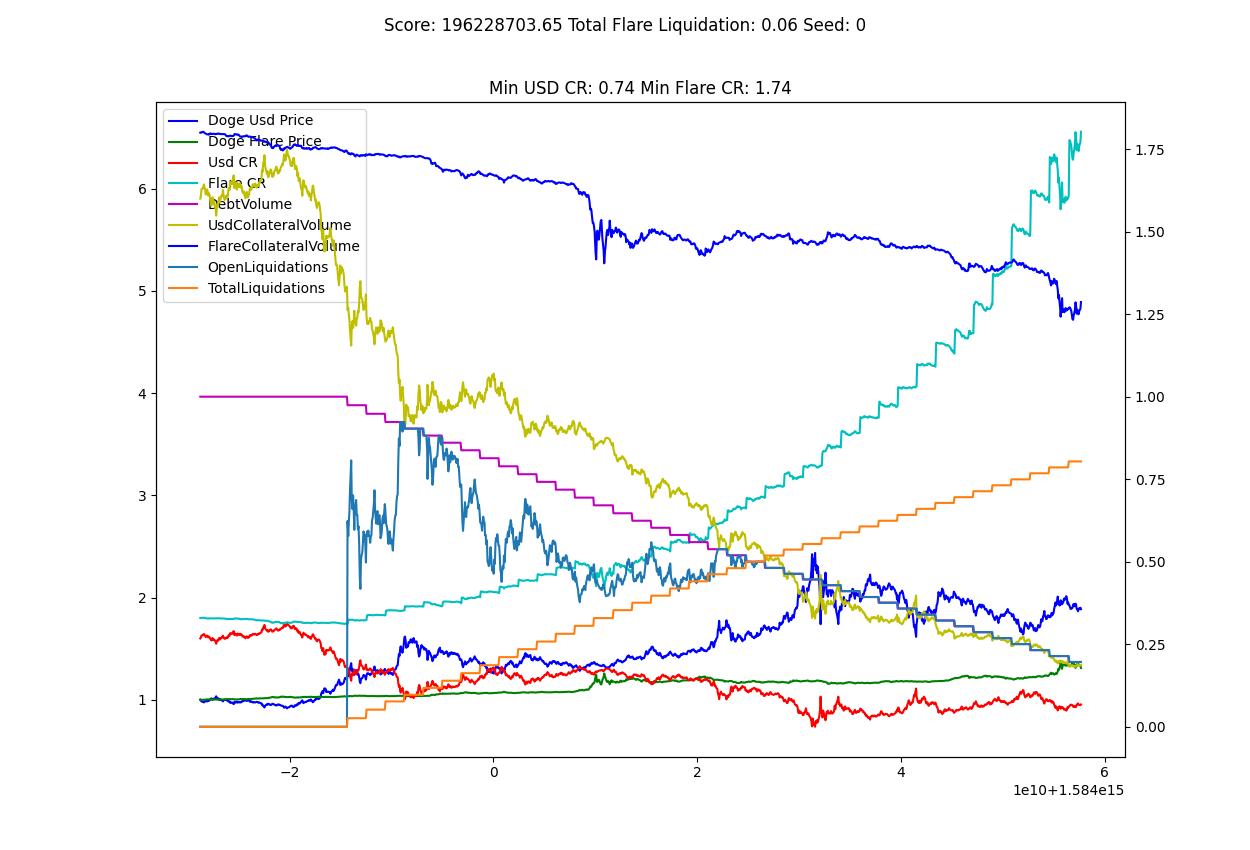 Score: 196228703.65 Total Flare Liquidation: 0.06 Seed: 0
Min USD CR: 0.74 Min Flare CR: 1.74
Doge Usd Price
Doge Flare Price
Usd CR
Flare CR
DebtVolume
UsdCollateralVolume
FlareCollateralVolume
OpenLiquidations
TotalLiquidations
6
5
4
3
2
1
1.75
1.50
1.25
1.00
0.75
0.50
0.25
0.00
−2
0
2
4
6
1e10+1.584e15